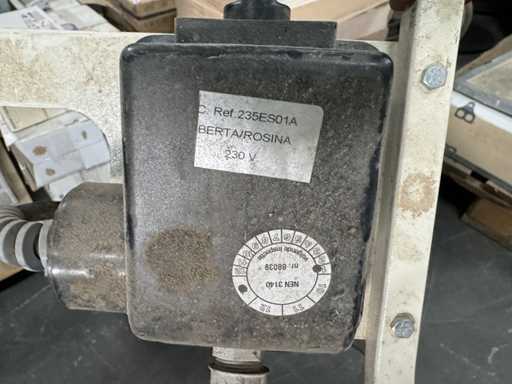 C. Ref.235ES01A
BERTA/ROSINA
230 V
nr. 88039
NEN 3140